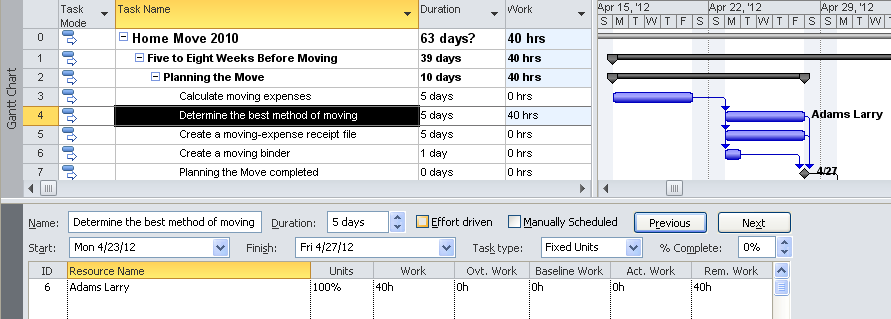 Task Mode Task Name Duration Work Apr 15, '12 Apr 22, '12 Apr 29, '12
S M T W T F S S M T W T F S S M T W
0 Home Move 2010 63 days? 40 hrs
1 Five to Eight Weeks Before Moving 39 days 40 hrs
2 Planning the Move 10 days 40 hrs
3 Calculate moving expenses 5 days 0 hrs
4 Determine the best method of moving 5 days 40 hrs Adams Larry
5 Create a moving-expense receipt file 5 days 0 hrs
6 Create a moving binder 1 day 0 hrs
7 Planning the Move completed 0 days 0 hrs 4/27
Gantt Chart
Name: Determine the best method of moving Duration: 5 days Effort driven Manually Scheduled Previous Next
Start: Mon 4/23/12 Finish: Fri 4/27/12 Task type: Fixed Units % Complete: 0%
ID Resource Name Units Work Ovt. Work Baseline Work Act. Work Rem. Work
6 Adams Larry 100% 40h 0h 0h 0h 40h